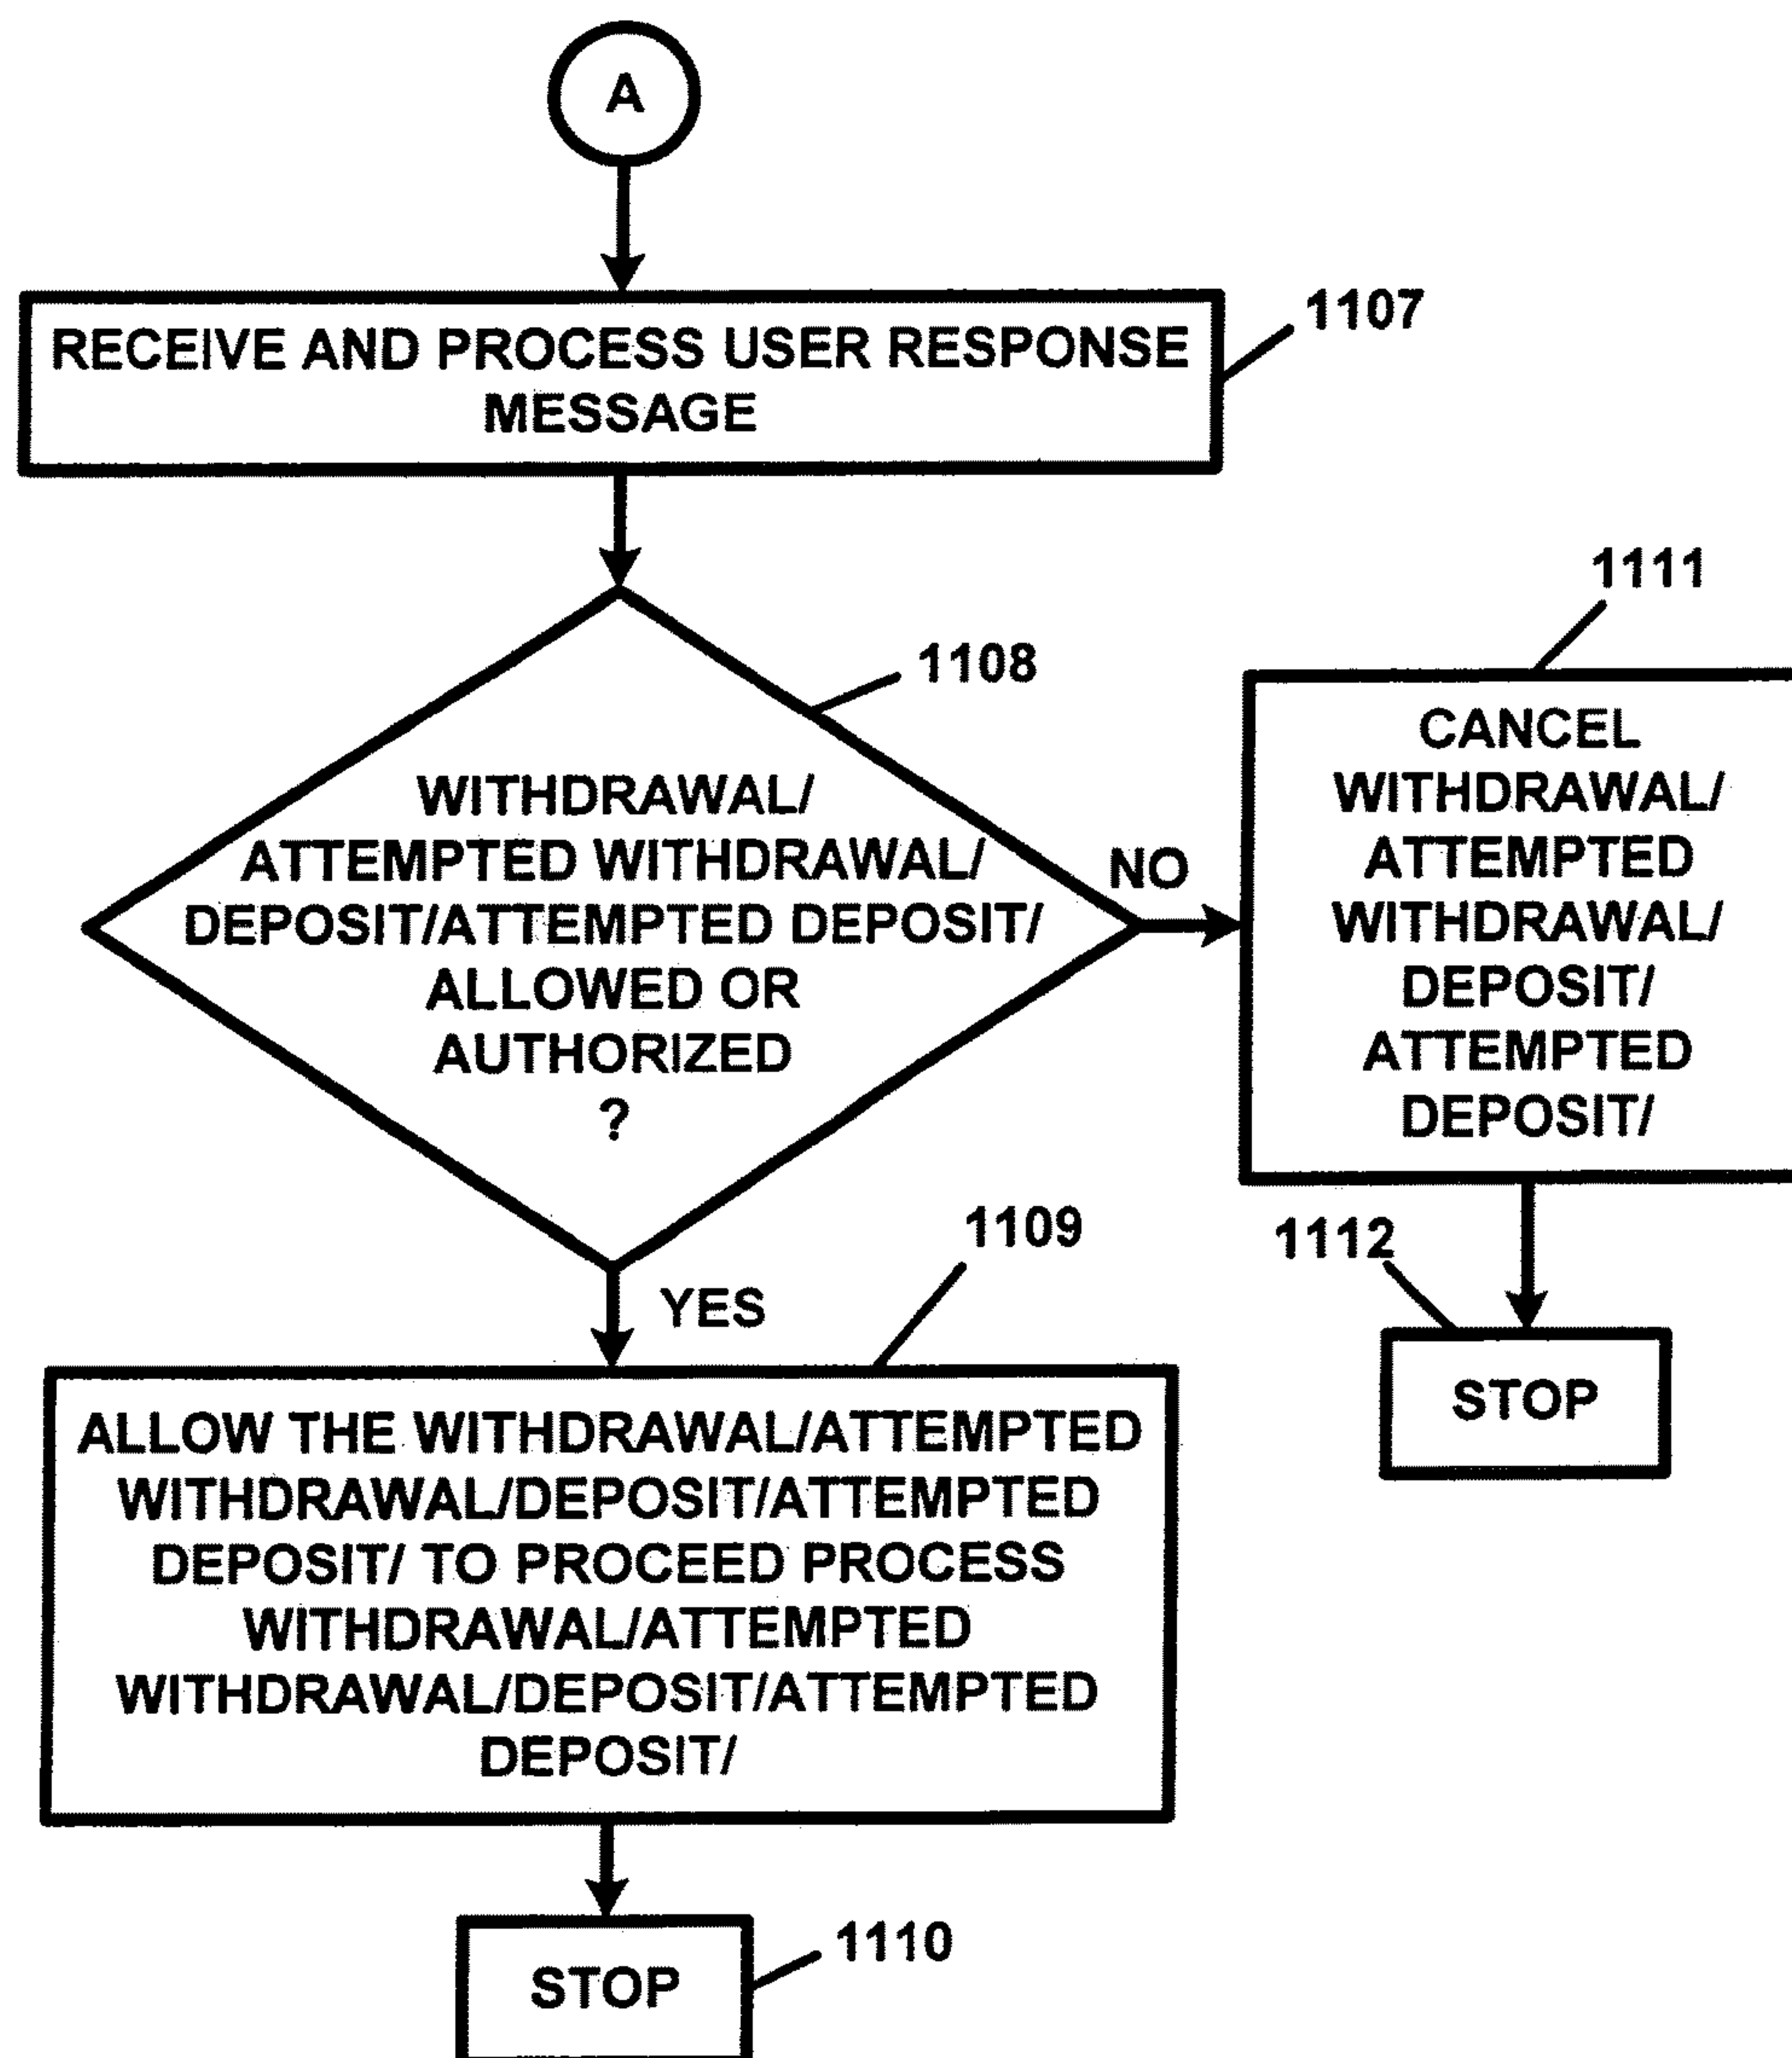 A
RECEIVE AND PROCESS USER RESPONSE
MESSAGE
1107
1108
WITHDRAWAL/
ATTEMPTED WITHDRAWAL/
DEPOSIT/ATTEMPTED DEPOSIT/
ALLOWED OR
AUTHORIZED
?
NO
1111
CANCEL
WITHDRAWAL/
ATTEMPTED
WITHDRAWAL/
DEPOSIT/
ATTEMPTED
DEPOSIT/
1112
STOP
YES
1109
ALLOW THE WITHDRAWAL/ATTEMPTED
WITHDRAWAL/DEPOSIT/ATTEMPTED
DEPOSIT/ TO PROCEED PROCESS
WITHDRAWAL/ATTEMPTED
WITHDRAWAL/DEPOSIT/ATTEMPTED
DEPOSIT/
STOP
1110